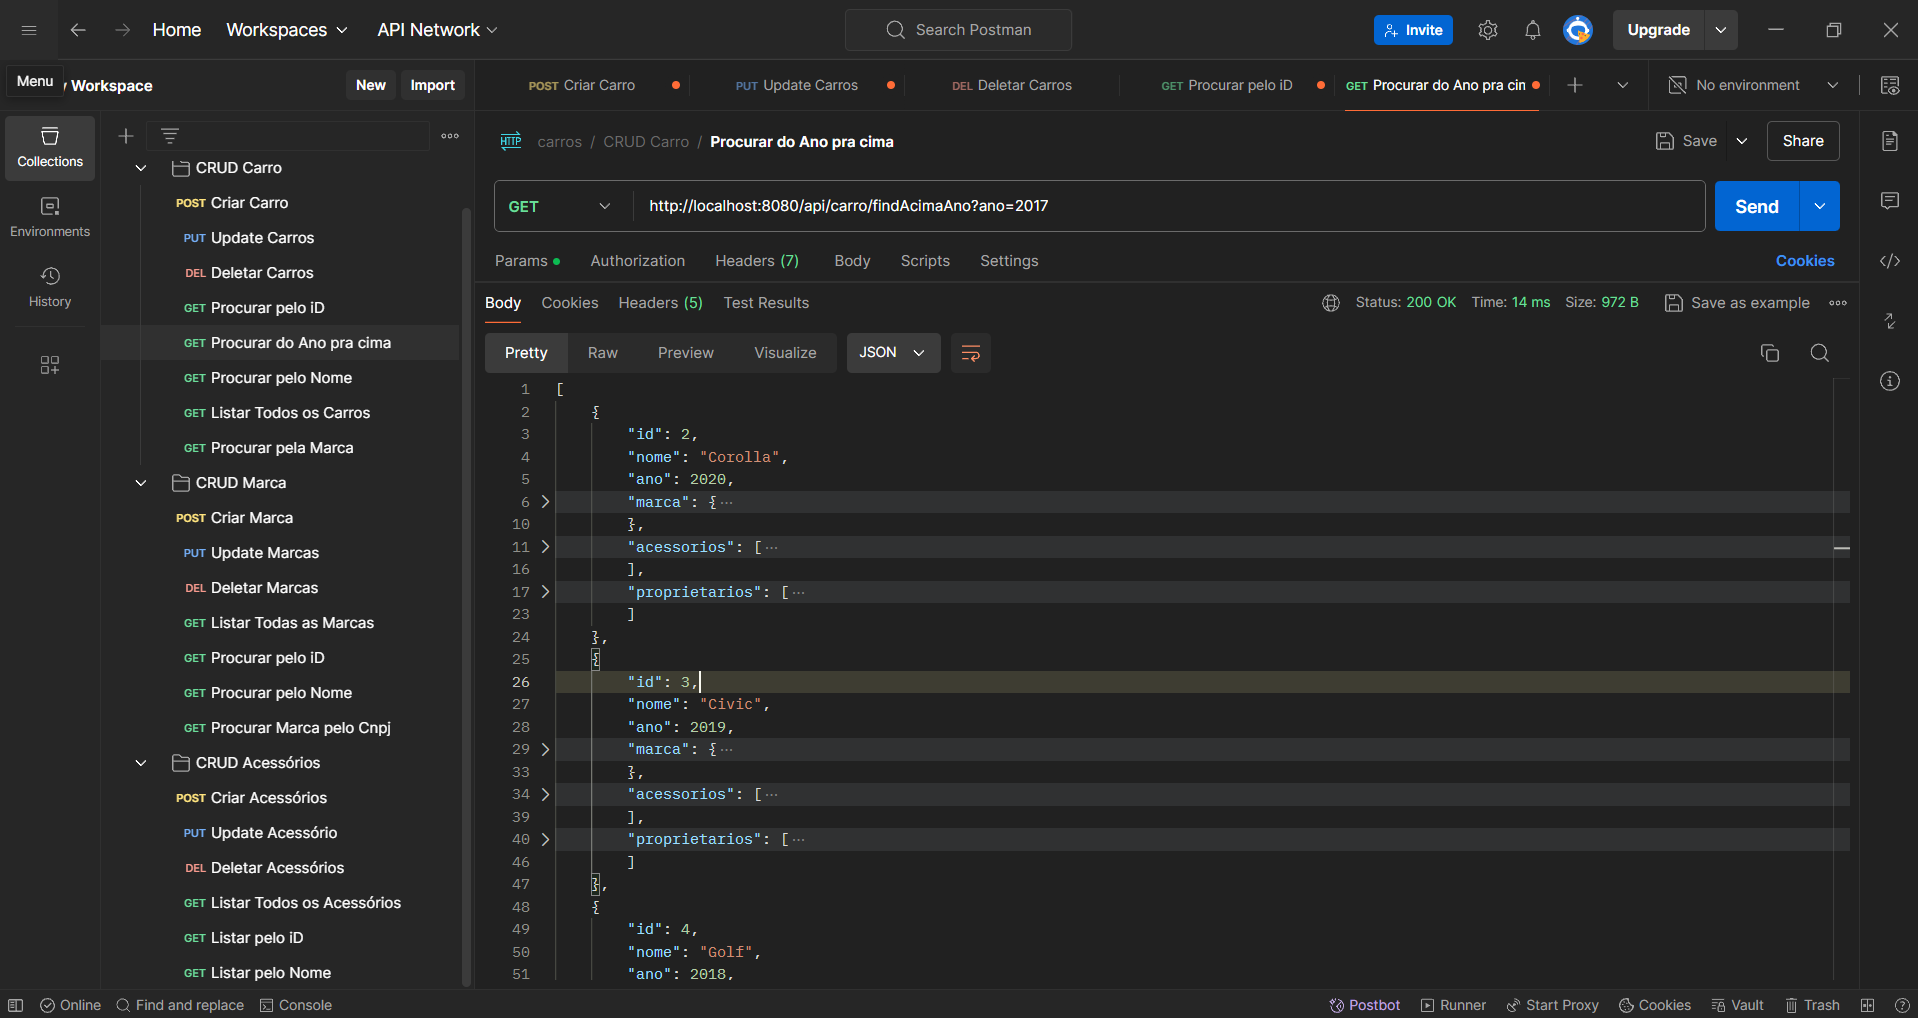 Home Workspaces API Network Search Postman Invite Upgrade
Menu y Workspace New Import
POST Criar Carro PUT Update Carros DEL Deletar Carros GET Procurar pelo iD GET Procurar do Ano pra cin No environment
Collections
Environments
History
CRUD Carro
POST Criar Carro
PUT Update Carros
DEL Deletar Carros
GET Procurar pelo iD
GET Procurar do Ano pra cima
GET Procurar pelo Nome
GET Listar Todos os Carros
GET Procurar pela Marca
CRUD Marca
POST Criar Marca
PUT Update Marcas
DEL Deletar Marcas
GET Listar Todas as Marcas
GET Procurar pelo iD
GET Procurar pelo Nome
GET Procurar Marca pelo Cnpj
CRUD Acessórios
POST Criar Acessórios
PUT Update Acessório
DEL Deletar Acessórios
GET Listar Todos os Acessórios
GET Listar pelo iD
GET Listar pelo Nome
HTTP carros / CRUD Carro / Procurar do Ano pra cima Save Share
GET http://localhost:8080/api/carro/findAcimaAno?ano=2017 Send
Params Authorization Headers (7) Body Scripts Settings Cookies
Body Cookies Headers (5) Test Results Status: 200 OK Time: 14 ms Size: 972 B Save as example
Pretty Raw Preview Visualize JSON
1 [
2 {
3 "id": 2,
4 "nome": "Corolla",
5 "ano": 2020,
6 "marca": {···
10 },
11 "acessorios": [···
16 ],
17 "proprietarios": [···
23 ]
24 },
25 {
26 "id": 3,
27 "nome": "Civic",
28 "ano": 2019,
29 "marca": {···
33 },
34 "acessorios": [···
39 ],
40 "proprietarios": [···
46 ]
47 },
48 {
49 "id": 4,
50 "nome": "Golf",
51 "ano": 2018,
Online Find and replace Console Postbot Runner Start Proxy Cookies Vault Trash